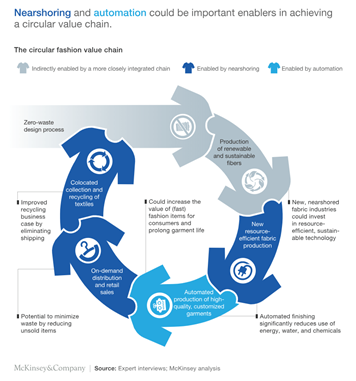 Nearshoring and automation could be important enablers in achieving
a circular value chain.
The circular fashion value chain
Indirectly enabled by a more closely integrated chain
Enabled by nearshoring
Enabled by automation
Zero-waste
design process
Production
of renewable
and sustainable
fibers
Colocated
collection and
recycling of
textiles
Improved
recycling
business
case by
eliminating
shipping
Could increase the
value of (fast)
fashion items for
consumers and
prolong garment life
New, nearshored
fabric industries
could invest
in resource-
efficient, sustain-
able technology
New
resource-
efficient fabric
production
On-demand
distribution
and retail
sales
Automated
production of high-
quality, customized
garments
Potential to minimize
waste by reducing
unsold items
Automated finishing
significantly reduces use of
energy, water, and chemicals
McKinsey&Company | Source: Expert interviews; McKinsey analysis